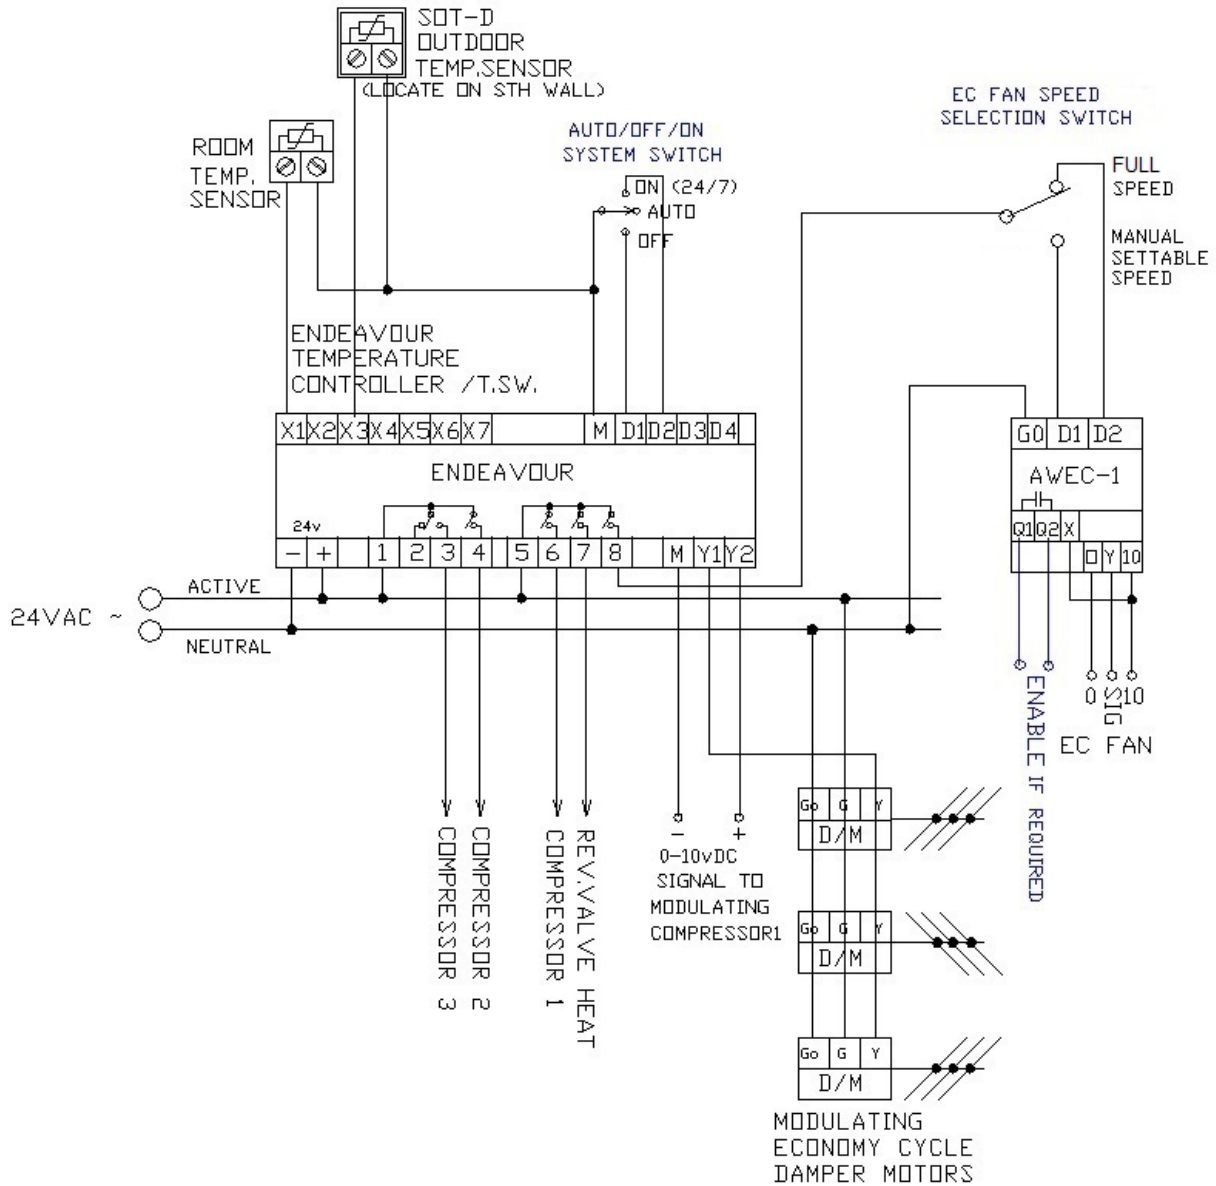 SOT-D
OUTDOOR
TEMP.SENSOR
(LOCATE ON STH WALL)
ROOM
TEMP.
SENSOR
AUTO/OFF/ON
SYSTEM SWITCH
ON (24/7)
AUTO
OFF
EC FAN SPEED
SELECTION SWITCH
FULL
SPEED
MANUAL
SETTABLE
SPEED
ENDEAVOUR
TEMPERATURE
CONTROLLER /T.SW.
X1 X2 X3 X4 X5 X6 X7 M D1 D2 D3 D4
ENDEAVOUR
24v
- + 1 2 3 4 5 6 7 8 M Y1 Y2
G0 D1 D2
AWEC-1
Q1 Q2 X
0 Y 10
24VAC ~
ACTIVE
NEUTRAL
COMPRESSOR 3
COMPRESSOR 2
COMPRESSOR 1
REV.VALVE HEAT
- +
0-10vDC
SIGNAL TO
MODULATING
COMPRESSOR1
ENABLE IF REQUIRED
0 SIG 10
EC FAN
Go G Y
D/M
Go G Y
D/M
Go G Y
D/M
MODULATING
ECONOMY CYCLE
DAMPER MOTORS